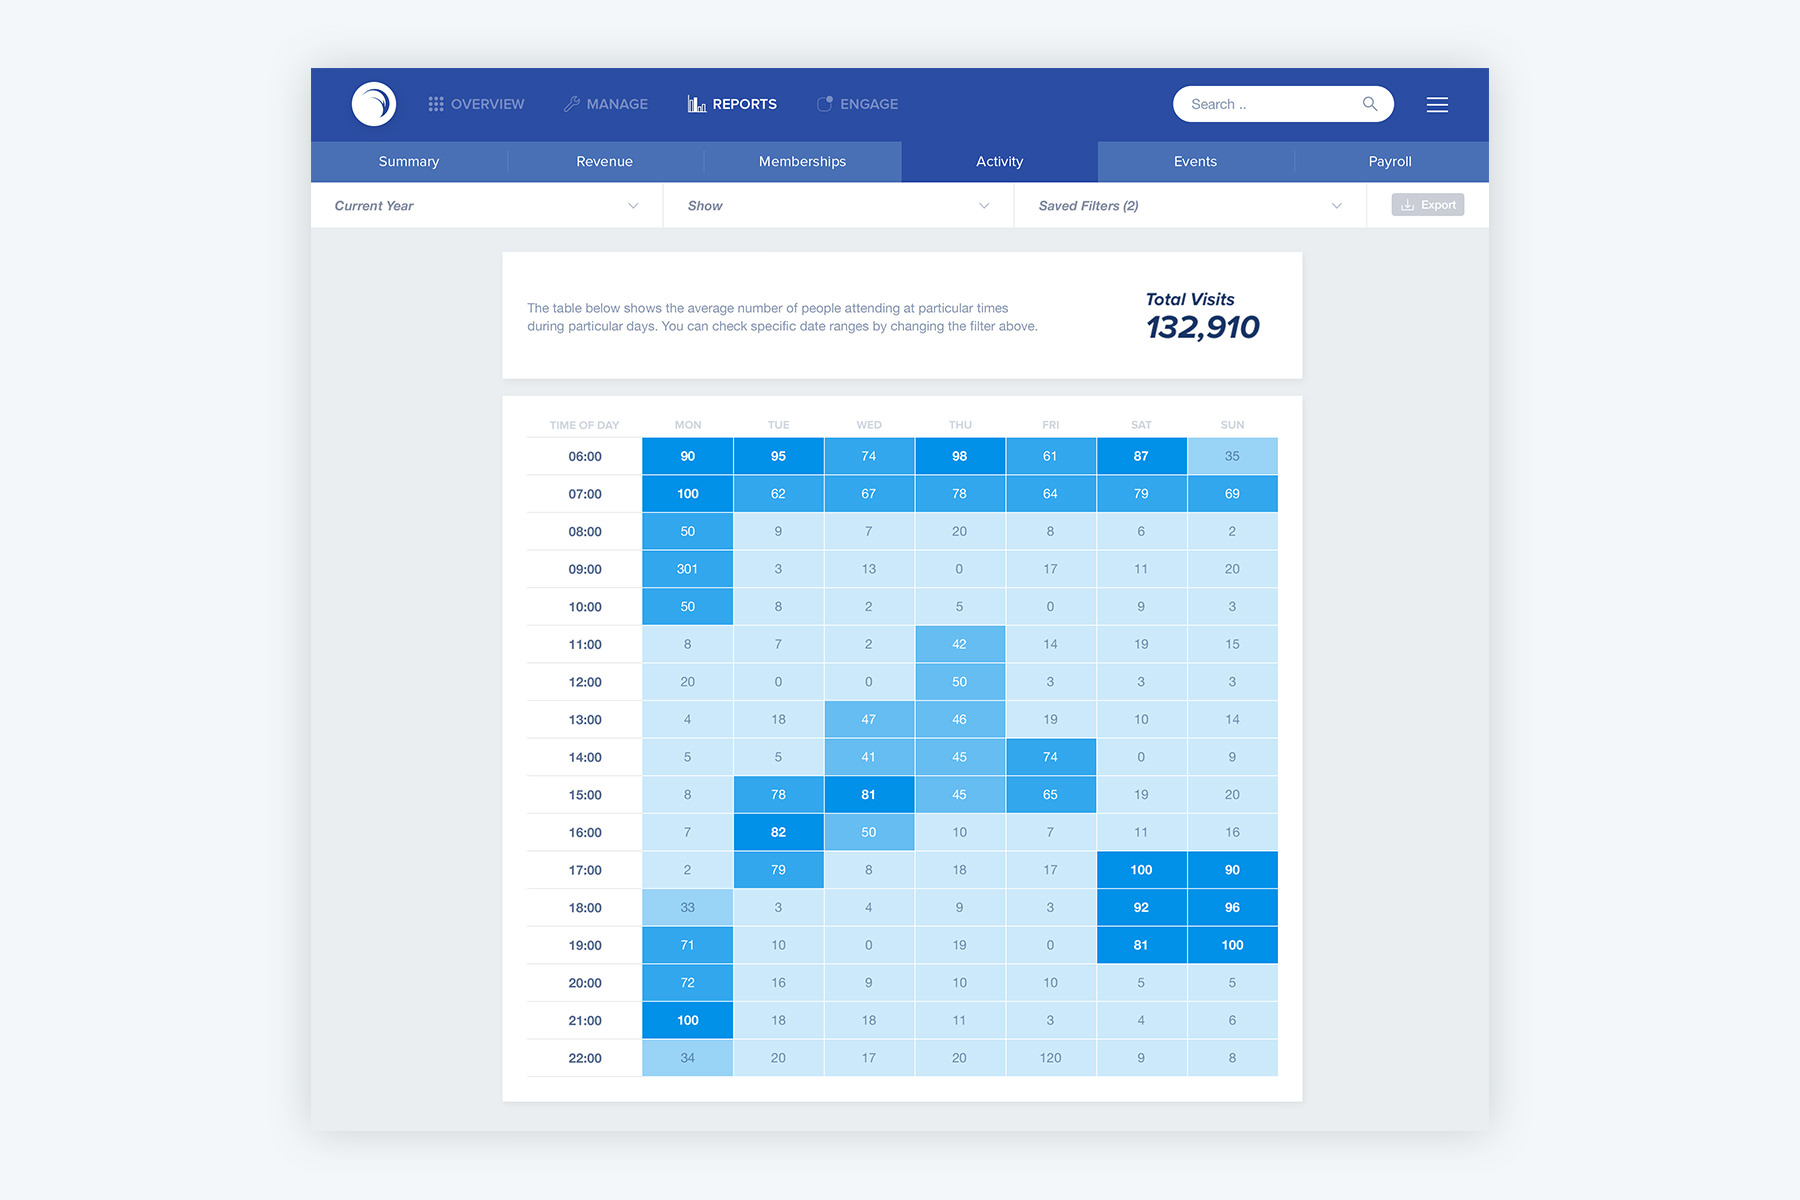 OVERVIEW MANAGE REPORTS ENGAGE Search ..
Summary Revenue Memberships Activity Events Payroll
Current Year Show Saved Filters (2) Export
The table below shows the average number of people attending at particular times
during particular days. You can check specific date ranges by changing the filter above.
Total Visits
132,910
TIME OF DAY MON TUE WED THU FRI SAT SUN
06:00 90 95 74 98 61 87 35
07:00 100 62 67 78 64 79 69
08:00 50 9 7 20 8 6 2
09:00 301 3 13 0 17 11 20
10:00 50 8 2 5 0 9 3
11:00 8 7 2 42 14 19 15
12:00 20 0 0 50 3 3 3
13:00 4 18 47 46 19 10 14
14:00 5 5 41 45 74 0 9
15:00 8 78 81 45 65 19 20
16:00 7 82 50 10 7 11 16
17:00 2 79 8 18 17 100 90
18:00 33 3 4 9 3 92 96
19:00 71 10 0 19 0 81 100
20:00 72 16 9 10 10 5 5
21:00 100 18 18 11 3 4 6
22:00 34 20 17 20 120 9 8